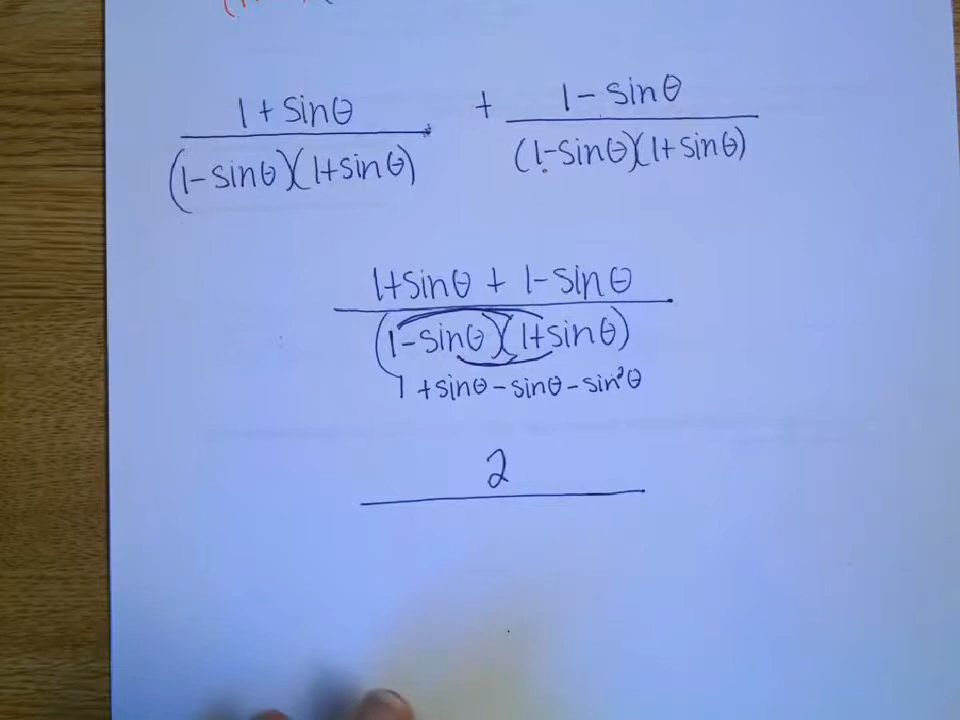 1 + sinθ + 1 - sinθ
(1 - sinθ)(1 + sinθ) (1 - sinθ)(1 + sinθ)
1 + sinθ + 1 - sinθ
(1 - sinθ)(1 + sinθ)
1 + sinθ - sinθ - sin²θ
2